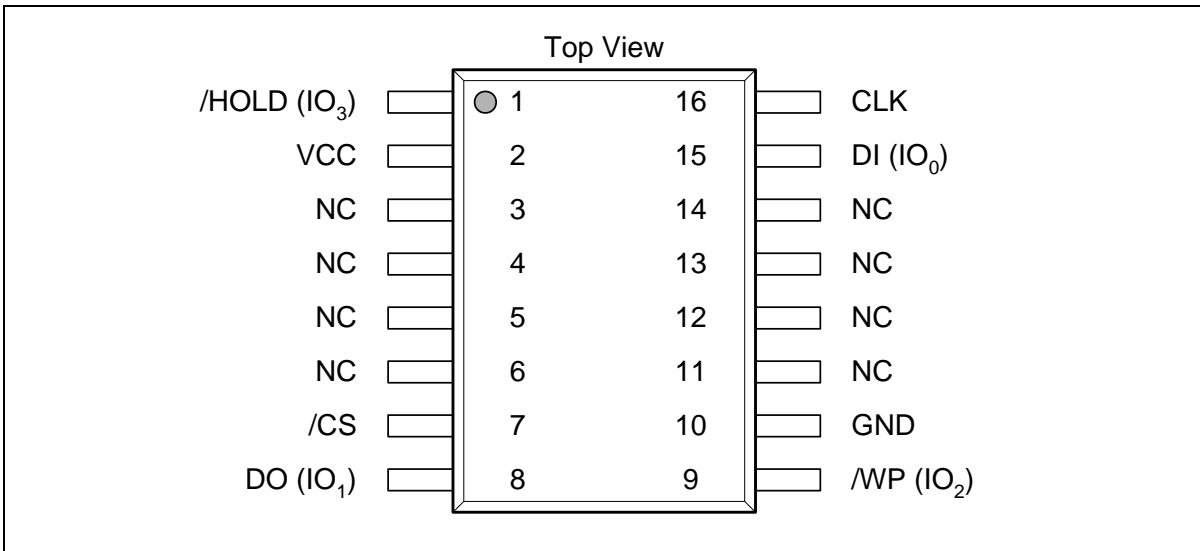 Top View
/HOLD (IO₃) 1 16 CLK
VCC 2 15 DI (IO₀)
NC 3 14 NC
NC 4 13 NC
NC 5 12 NC
NC 6 11 NC
/CS 7 10 GND
DO (IO₁) 8 9 /WP (IO₂)